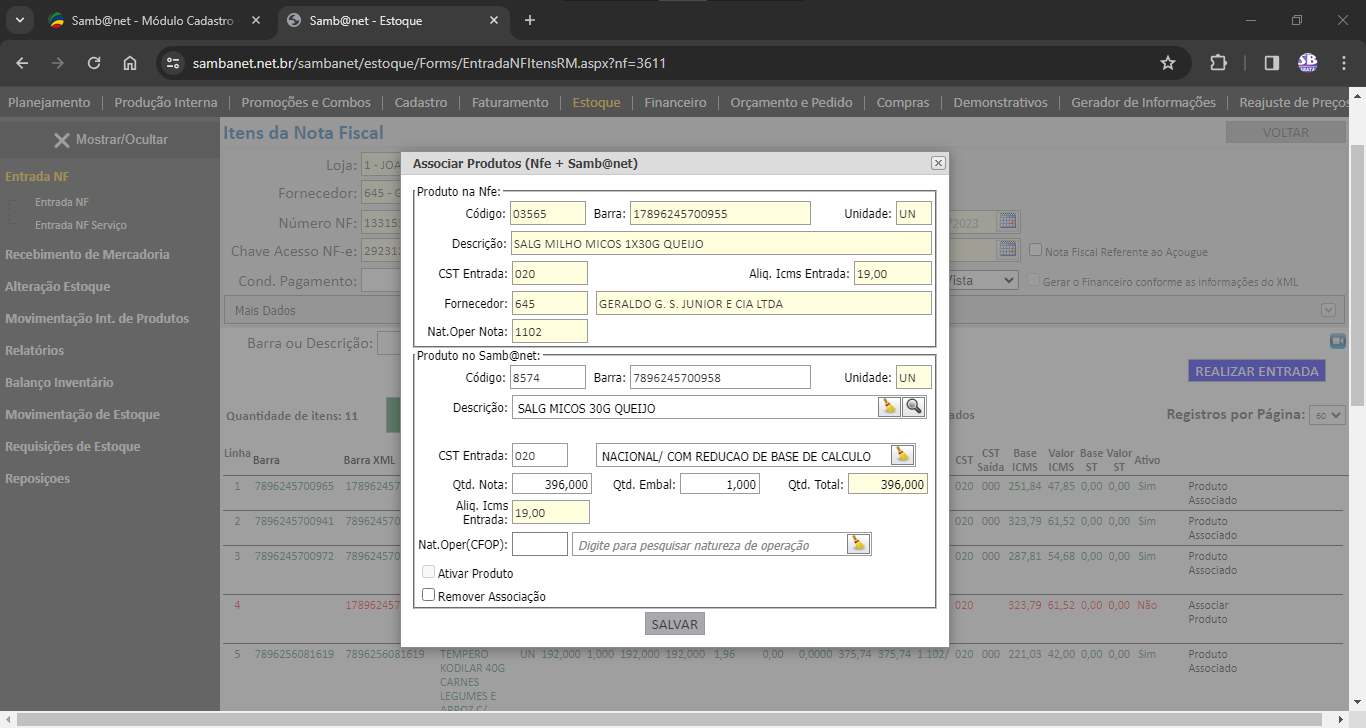 Samb@net - Módulo Cadastro
Samb@net - Estoque
sambanet.net.br/sambanet/estoque/Forms/EntradaNFItensRM.aspx?nf=3611
Planejamento | Produção Interna | Promoções e Combos | Cadastro | Faturamento | Estoque | Financeiro | Orçamento e Pedido | Compras | Demonstrativos | Gerador de Informações | Reajuste de Preços
Mostrar/Ocultar
Entrada NF
Entrada NF
Entrada NF Serviço
Recebimento de Mercadoria
Alteração Estoque
Movimentação Int. de Produtos
Relatórios
Balanço Inventário
Movimentação de Estoque
Requisições de Estoque
Reposiçoes
Itens da Nota Fiscal
VOLTAR
Loja: 1 - JOA
Fornecedor: 645 - G
Número NF: 13315
/2023
Chave Acesso NF-e: 29231
Nota Fiscal Referente ao Açougue
Cond. Pagamento:
Vista
Gerar o Financeiro conforme as informações do XML
Mais Dados
Barra ou Descrição:
REALIZAR ENTRADA
Quantidade de itens: 11
ados
Registros por Página: 60
Associar Produtos (Nfe + Samb@net)
Produto na Nfe:
Código: 03565 Barra: 17896245700955 Unidade: UN
Descrição: SALG MILHO MICOS 1X30G QUEIJO
CST Entrada: 020 Aliq. Icms Entrada: 19,00
Fornecedor: 645 GERALDO G. S. JUNIOR E CIA LTDA
Nat.Oper Nota: 1102
Produto no Samb@net:
Código: 8574 Barra: 7896245700958 Unidade: UN
Descrição: SALG MICOS 30G QUEIJO
CST Entrada: 020 NACIONAL/ COM REDUCAO DE BASE DE CALCULO
Qtd. Nota: 396,000 Qtd. Embal: 1,000 Qtd. Total: 396,000
Aliq. Icms
Entrada: 19,00
Nat.Oper(CFOP): Digite para pesquisar natureza de operação
Ativar Produto
Remover Associação
SALVAR
Linha Barra Barra XML CST CST Saída Base ICMS Valor ICMS Base ST Valor ST Ativo
1 7896245700965 1789624570 020 000 251,84 47,85 0,00 0,00 Sim Produto
Associado
2 7896245700941 1789624570 020 000 323,79 61,52 0,00 0,00 Sim Produto
Associado
3 7896245700972 1789624570 020 000 287,81 54,68 0,00 0,00 Sim Produto
Associado
4 178962457 020 323,79 61,52 0,00 0,00 Não Associar
Produto
5 7896256081619 7896256081619 TEMPERO UN 192,000 1,000 192,000 192,000 1,96 0,00 0,0000 375,74 375,74 1.102/ 020 000 221,03 42,00 0,00 0,00 Sim Produto
KODILAR 40G Associado
CARNES
LEGUMES E
ARROZ C/